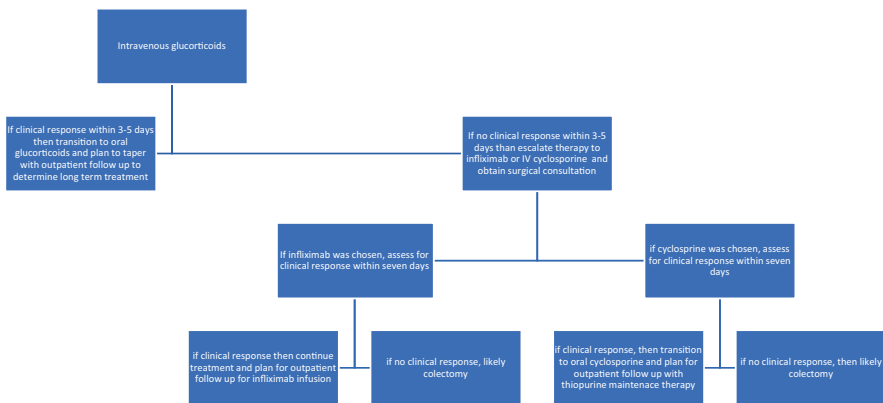 Intravenous glucorticoids
If clinical response within 3-5 days
then transition to oral
glucorticoids and plan to taper
with outpatient follow up to
determine long term treatment
If no clinical response within 3-5
days than escalate therapy to
infliximab or IV cyclosporine and
obtain surgical consultation
If infliximab was chosen, assess for
clinical response within seven days
if cyclosprine was chosen, assess
for clinical response within seven
days
if clinical response then continue
treatment and plan for outpatient
follow up for infliximab infusion
if no clinical response, likely
colectomy
if clinical response, then transition
to oral cyclosporine and plan for
outpatient follow up with
thiopurine maintenace therapy
if no clinical response, then likely
colectomy